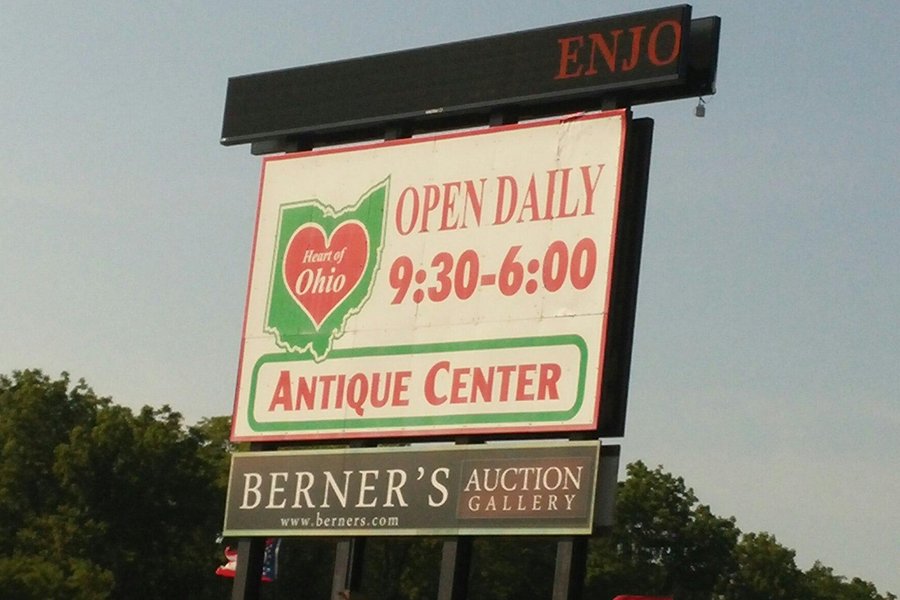 ENJO
OPEN DAILY
9:30-6:00
Heart of
Ohio
ANTIQUE CENTER
BERNER'S
AUCTION
GALLERY
www.berners.com